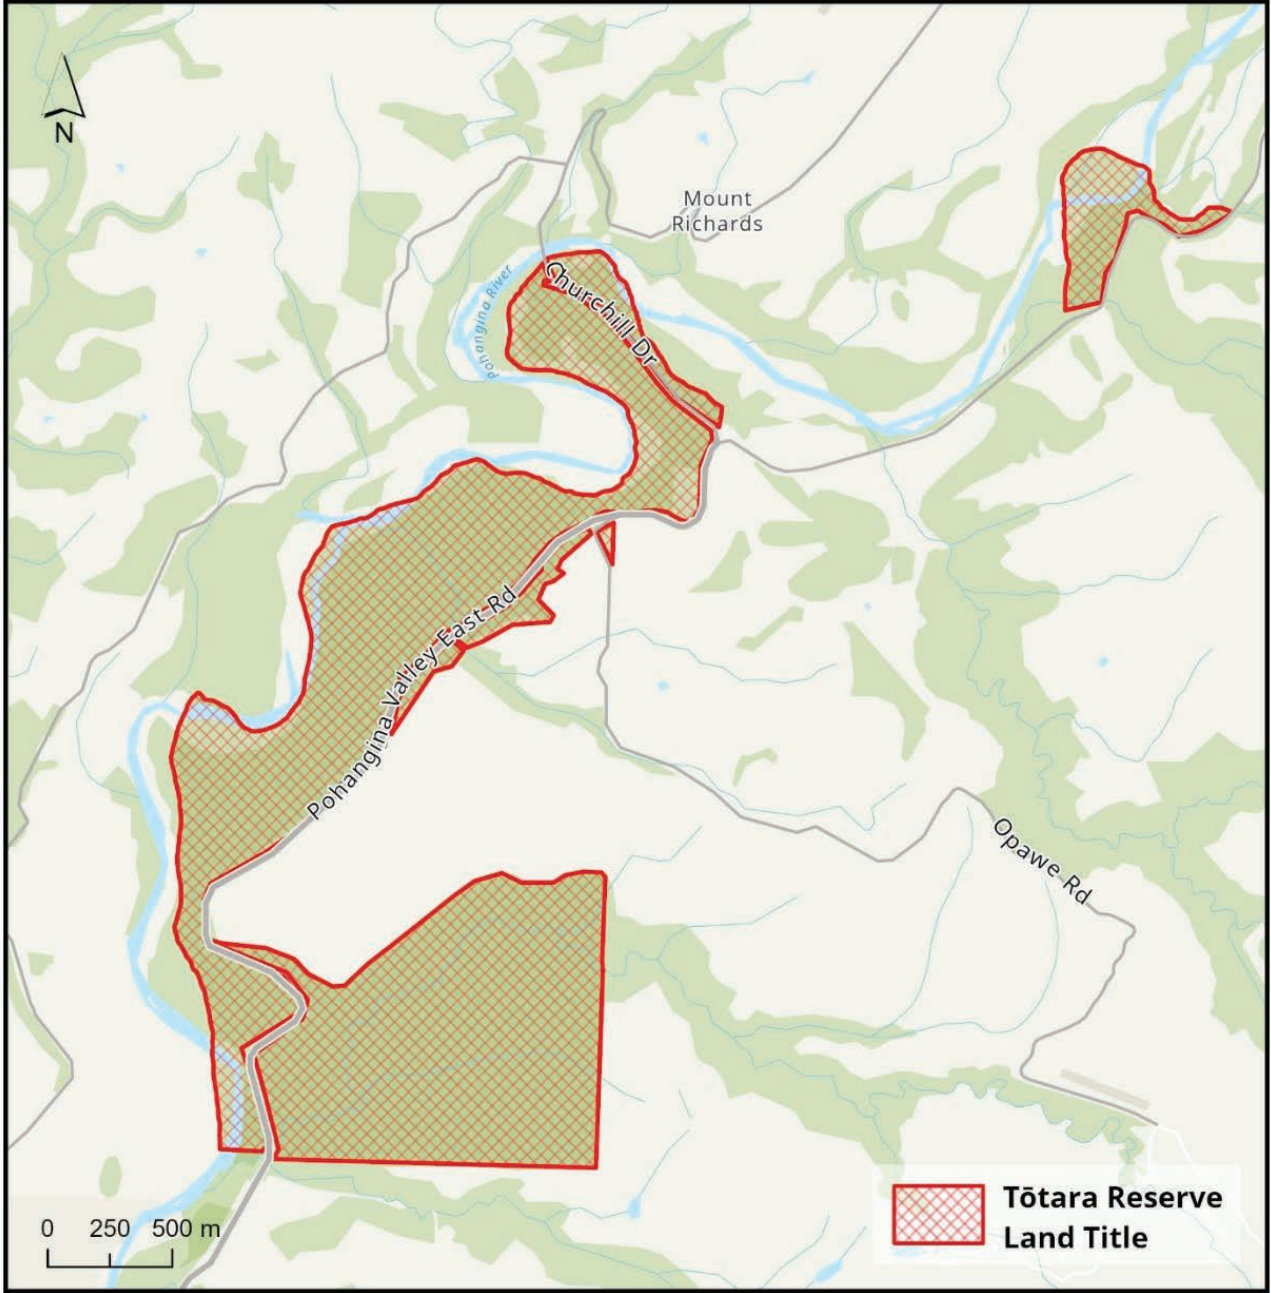 N
Mount
Richards
Pohangina River
Churchill Dr
Pohangina Valley East Rd
Opawe Rd
0 250 500 m
Tōtara Reserve
Land Title